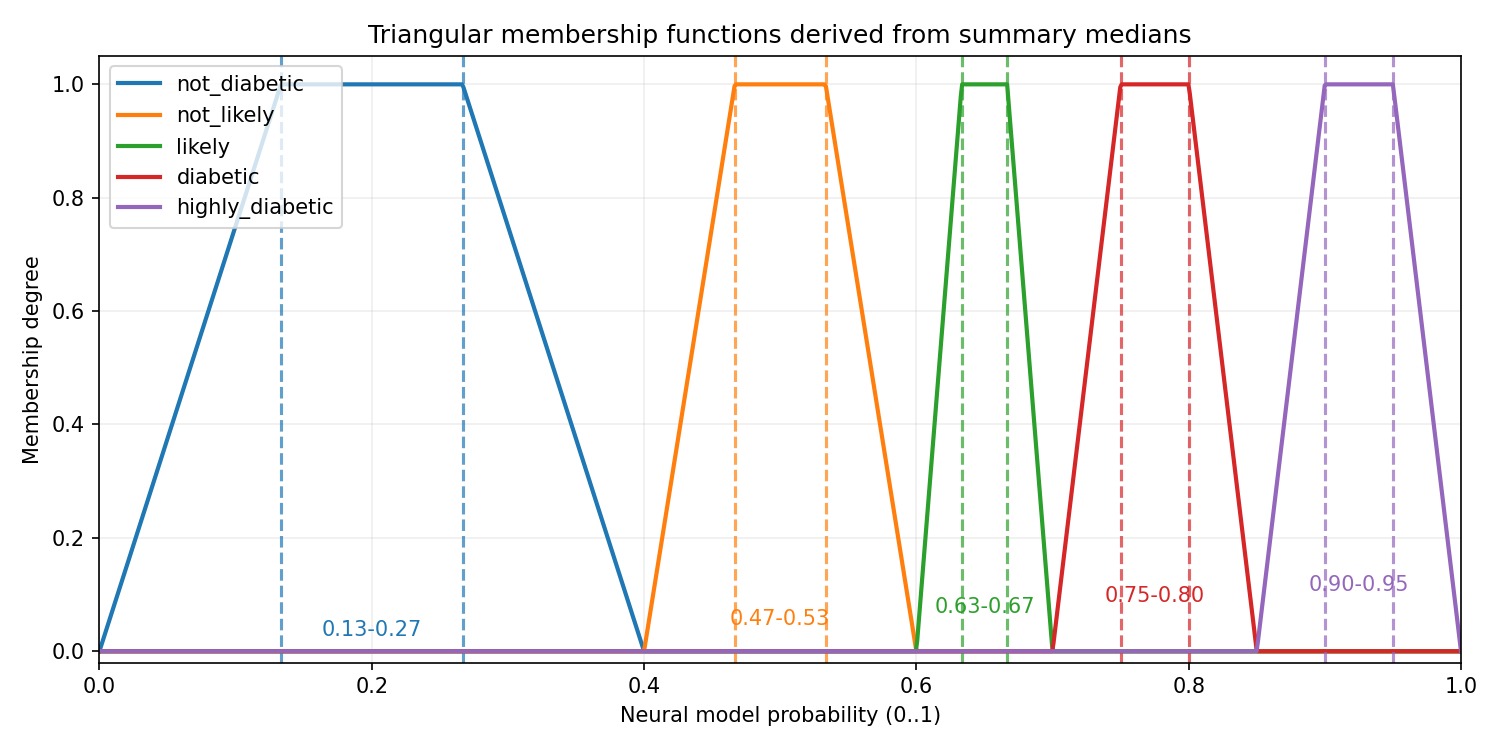 Triangular membership functions derived from summary medians
not_diabetic
not_likely
likely
diabetic
highly_diabetic
Membership degree
1.0
0.8
0.6
0.4
0.2
0.0
0.13-0.27
0.47-0.53
0.63-0.67
0.75-0.80
0.90-0.95
0.0 0.2 0.4 0.6 0.8 1.0
Neural model probability (0..1)